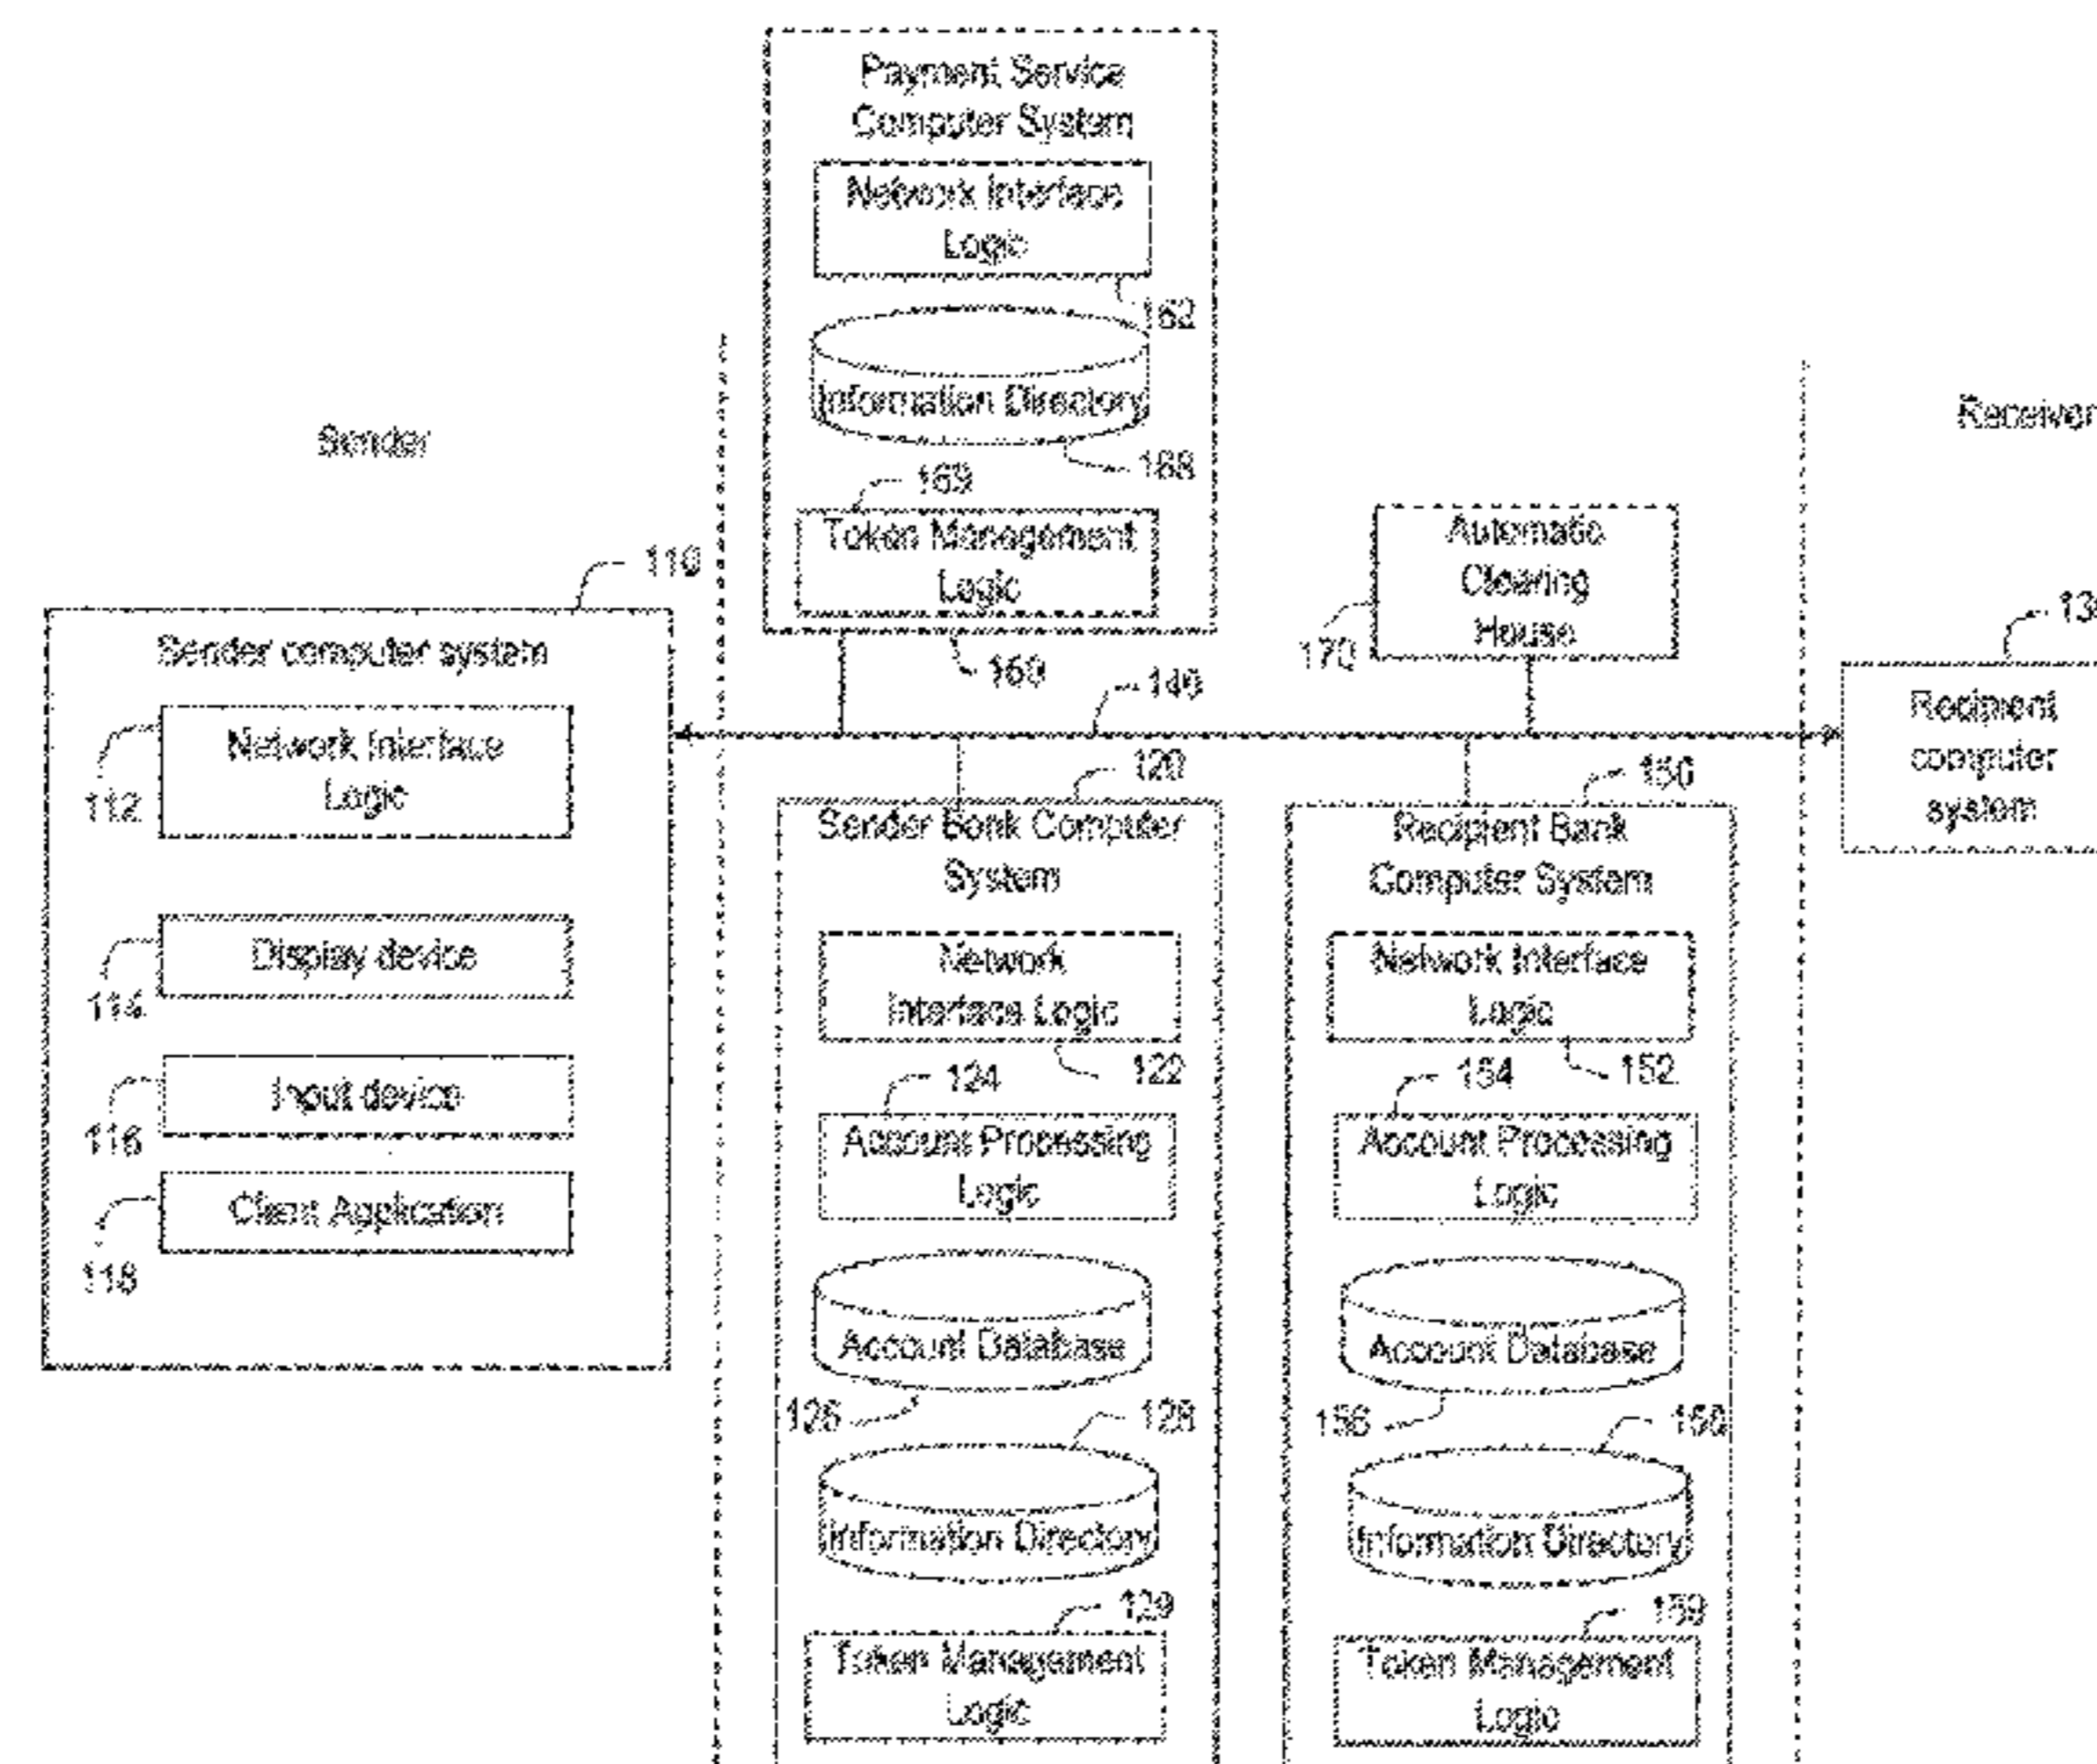 Payment Service
Computer System
Network Interface
Logic
162
Information Directory
168
169
Token Management
Logic
160
Sender
Receiver
110
Sender computer system
Network Interface
Logic
112
Display device
114
Input device
116
Client Application
118
Automatic
Clearing
House
170
140
Recipient
computer
system
120
Sender Bank Computer
System
Network
Interface Logic
122
124
Account Processing
Logic
Account Database
126
128
Information Directory
129
Token Management
Logic
150
Recipient Bank
Computer System
Network Interface
Logic
152
154
Account Processing
Logic
Account Database
156
Information Directory
159
Token Management
Logic